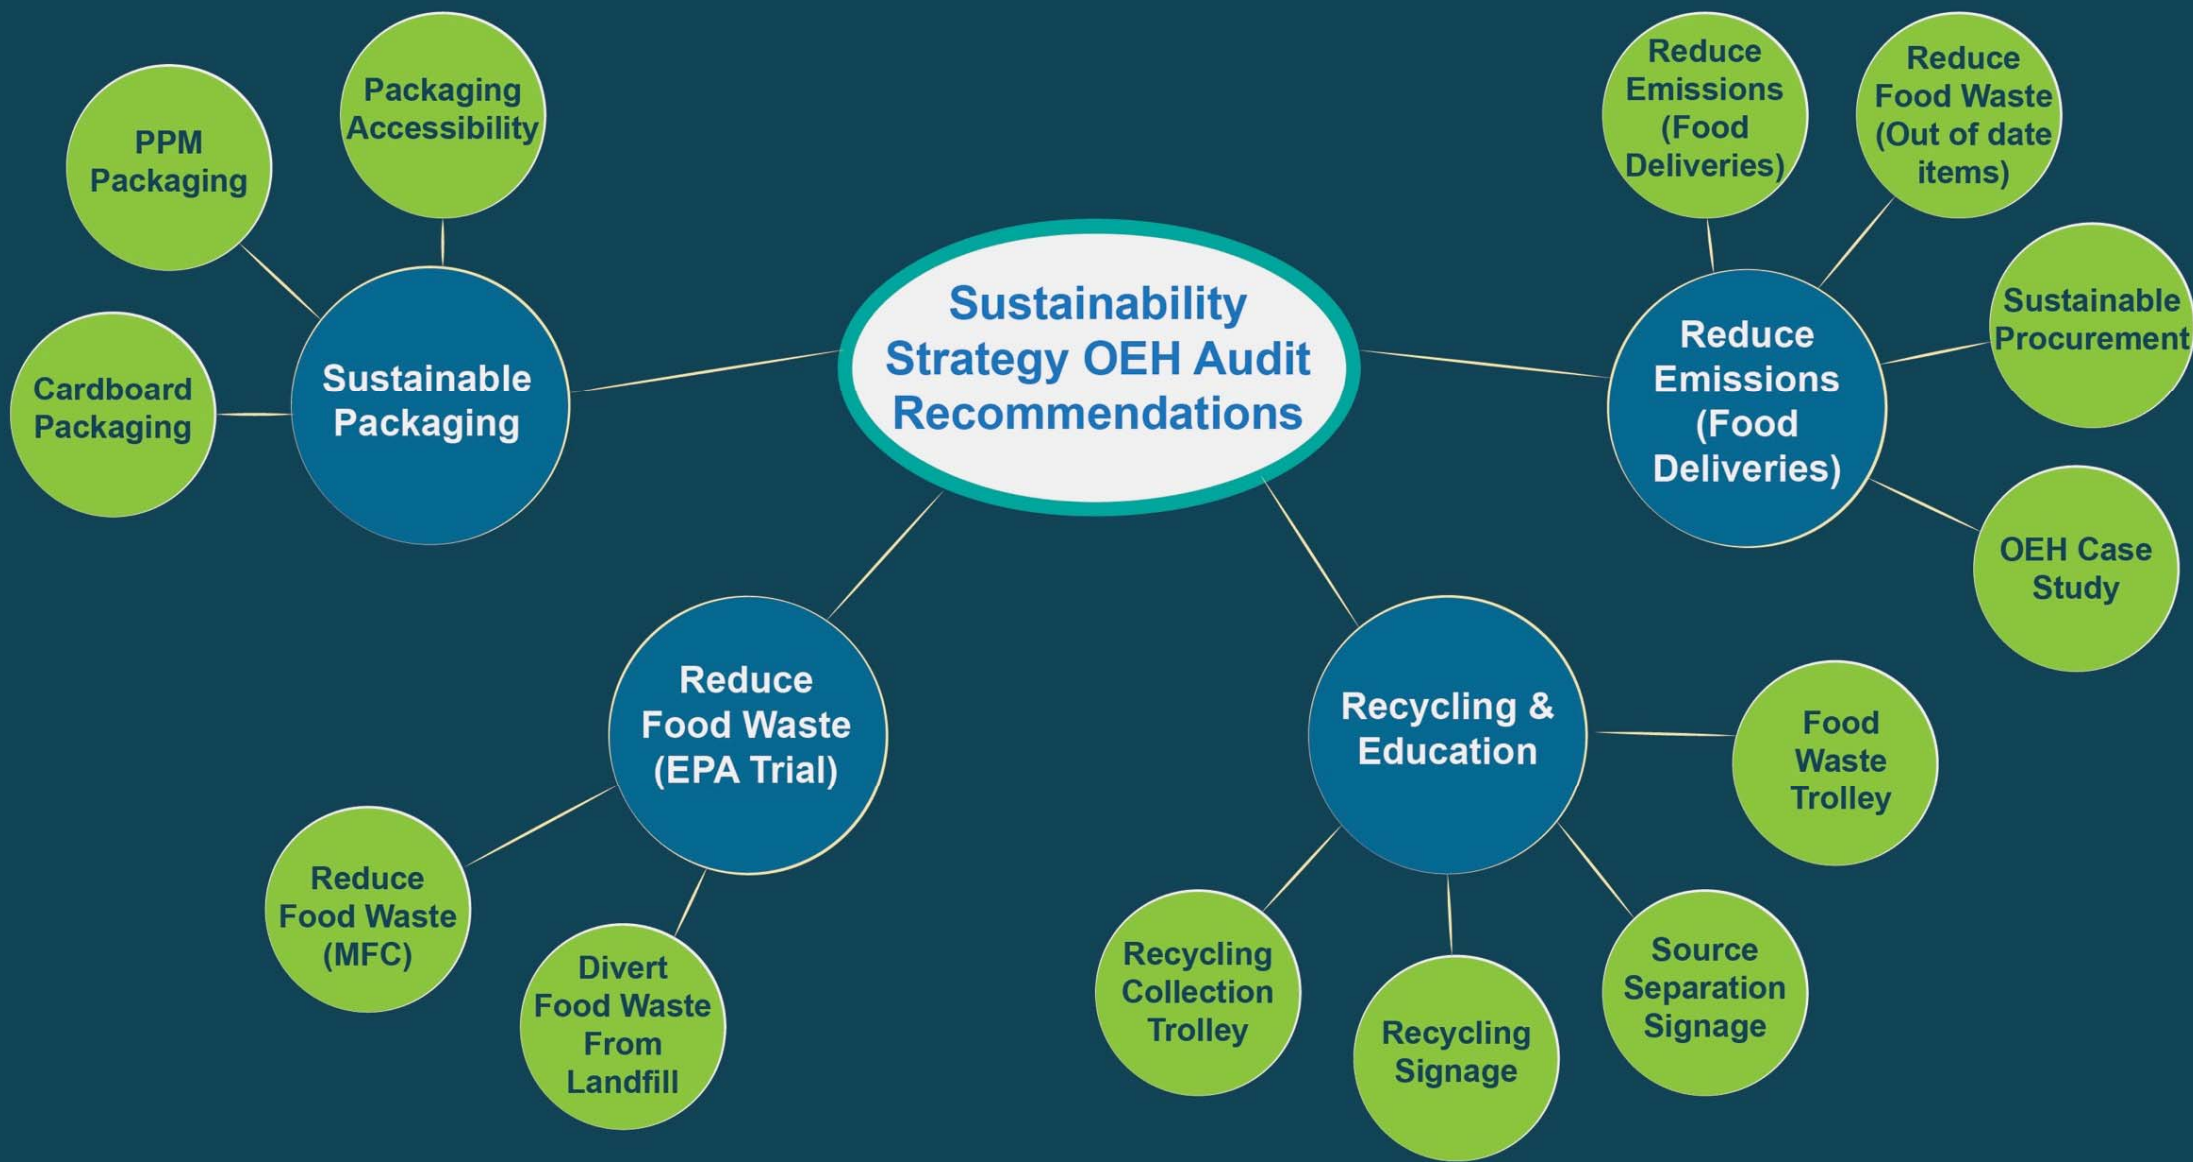 Sustainability
Strategy OEH Audit
Recommendations
Sustainable
Packaging
Packaging
Accessibility
PPM
Packaging
Cardboard
Packaging
Reduce
Emissions
(Food
Deliveries)
Reduce
Emissions
(Food
Deliveries)
Reduce
Food Waste
(Out of date
items)
Sustainable
Procurement
OEH Case
Study
Reduce
Food Waste
(EPA Trial)
Reduce
Food Waste
(MFC)
Divert
Food Waste
From
Landfill
Recycling &
Education
Food
Waste
Trolley
Source
Separation
Signage
Recycling
Signage
Recycling
Collection
Trolley